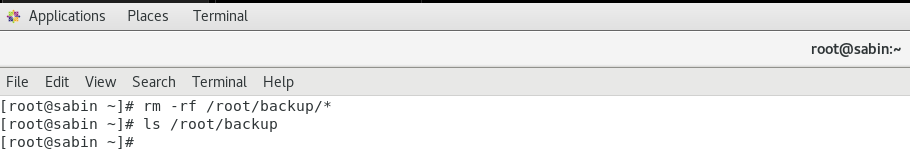 Applications Places Terminal
root@sabin:~
File Edit View Search Terminal Help
[root@sabin ~]# rm -rf /root/backup/*
[root@sabin ~]# ls /root/backup
[root@sabin ~]#